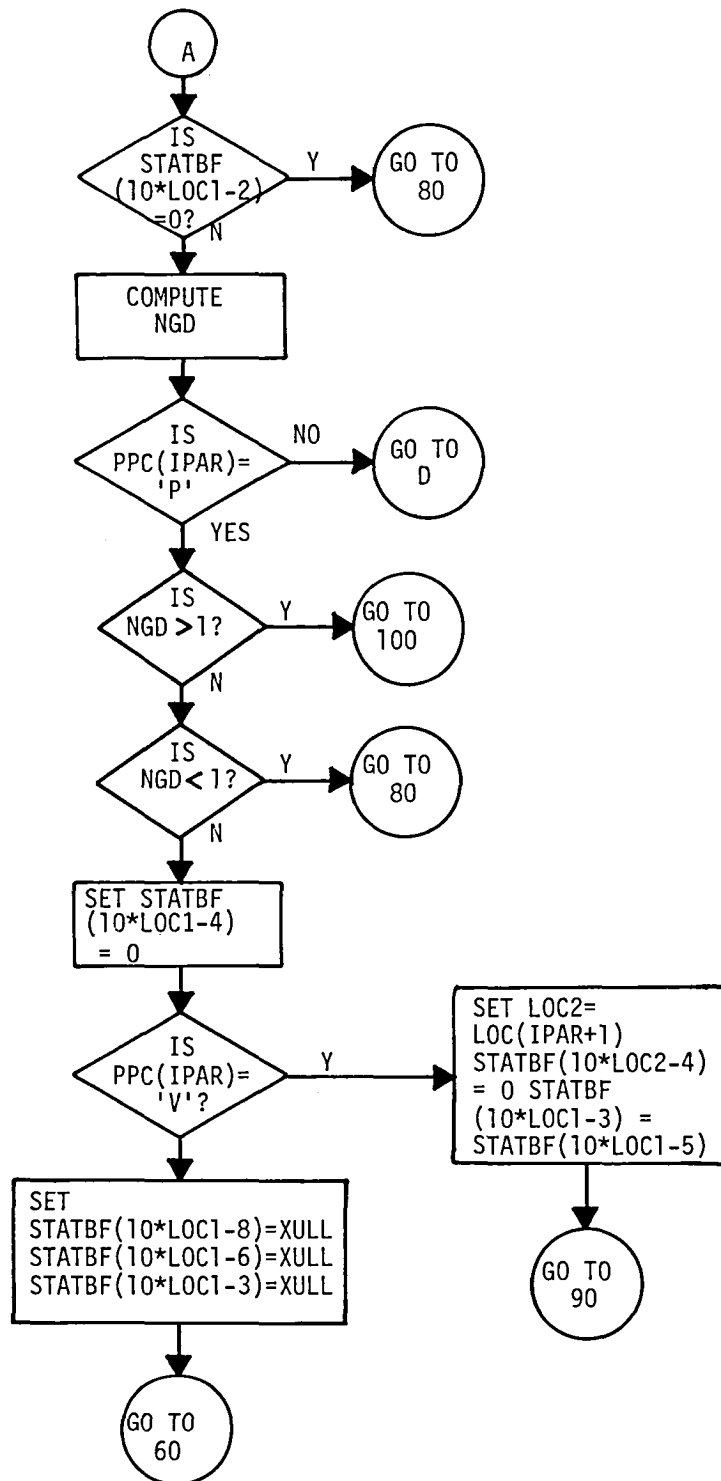 A
IS
STATBF
(10*LOC1-2)
=0?
Y
N
GO TO
80
COMPUTE
NGD
IS
PPC(IPAR)=
'P'
NO
YES
GO TO
D
IS
NGD >1?
Y
N
GO TO
100
IS
NGD < 1?
Y
N
GO TO
80
SET STATBF
(10*LOC1-4)
= 0
IS
PPC(IPAR)=
'V'?
Y
SET LOC2=
LOC(IPAR+1)
STATBF(10*LOC2-4)
= 0 STATBF
(10*LOC1-3) =
STATBF(10*LOC1-5)
SET
STATBF(10*LOC1-8)=XULL
STATBF(10*LOC1-6)=XULL
STATBF(10*LOC1-3)=XULL
GO TO
90
GO TO
60